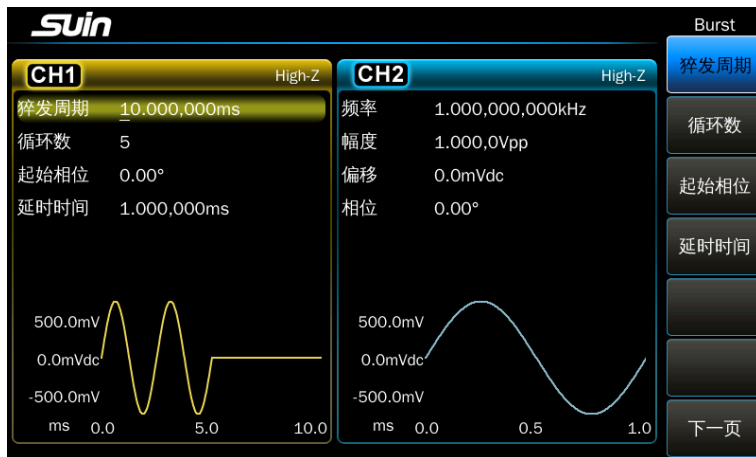 Suin
Burst
CH1 High-Z
猝发周期 10.000,000ms
循环数 5
起始相位 0.00°
延时时间 1.000,000ms
500.0mV
0.0mVdc
-500.0mV
ms 0.0 5.0 10.0
CH2 High-Z
频率 1.000,000,000kHz
幅度 1.000,0Vpp
偏移 0.0mVdc
相位 0.00°
500.0mV
0.0mVdc
-500.0mV
ms 0.0 0.5 1.0
猝发周期
循环数
起始相位
延时时间
下一页